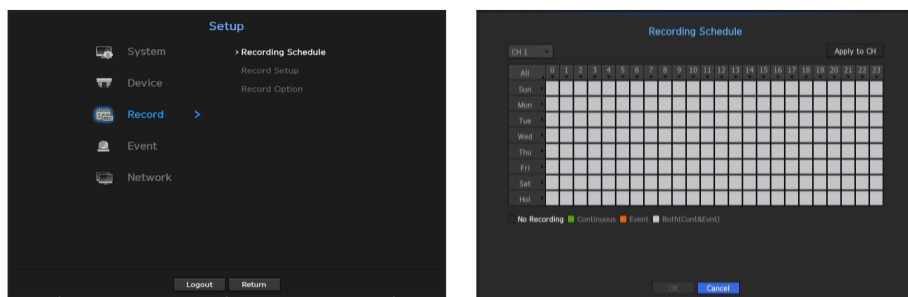 Setup
System
> Recording Schedule
Record Setup
Device
Record Option
Record >
Event
Network
Logout Return
Recording Schedule
CH 1 Apply to CH
All 0 1 2 3 4 5 6 7 8 9 10 11 12 13 14 15 16 17 18 19 20 21 22 23
Sun
Mon
Tue
Wed
Thu
Fri
Sat
Hol
No Recording Continuous Event Both(Cont&Evnt)
OK Cancel